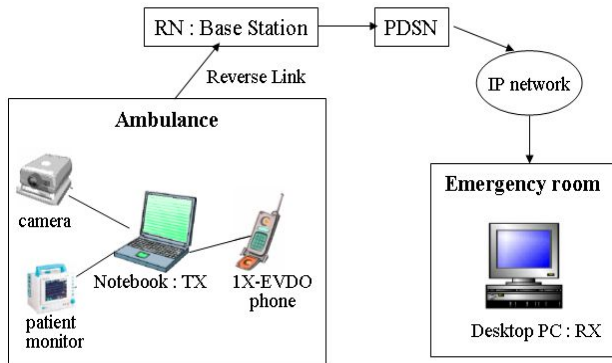 RN : Base Station
PDSN
Reverse Link
IP network
Ambulance
camera
Notebook : TX
1X-EVDO
phone
patient
monitor
Emergency room
Desktop PC : RX